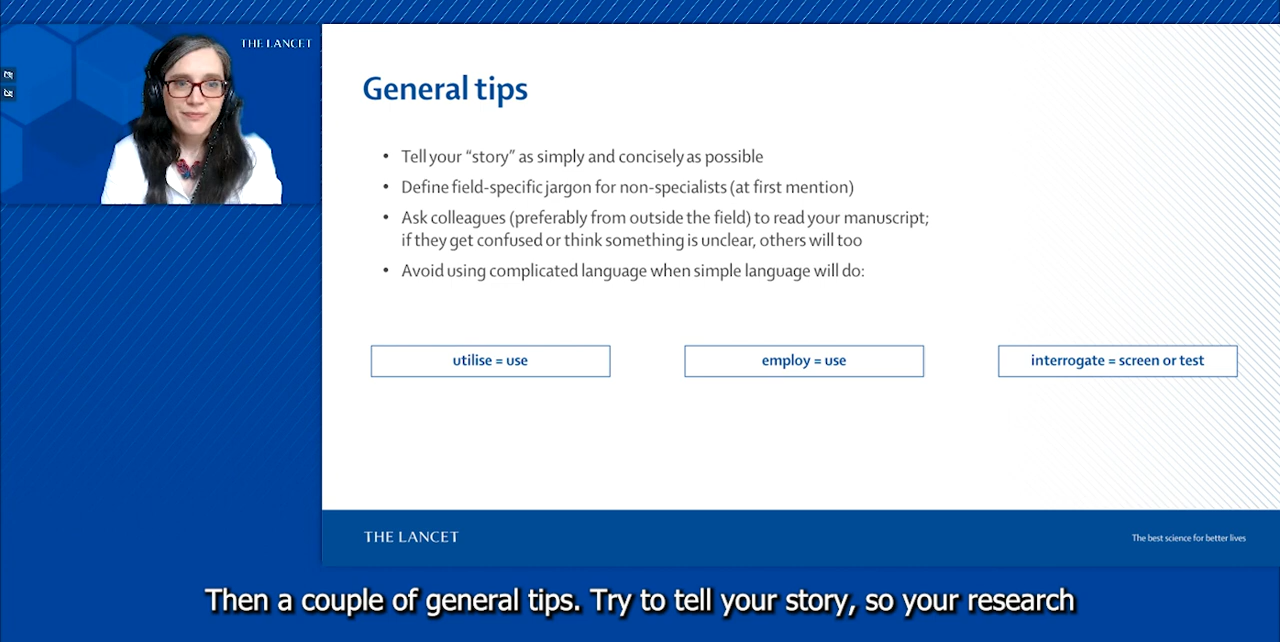 THE LANCET
General tips
• Tell your “story” as simply and concisely as possible
• Define field-specific jargon for non-specialists (at first mention)
• Ask colleagues (preferably from outside the field) to read your manuscript;
if they get confused or think something is unclear, others will too
• Avoid using complicated language when simple language will do:
utilise = use
employ = use
interrogate = screen or test
THE LANCET
The best science for better lives
Then a couple of general tips. Try to tell your story, so your research